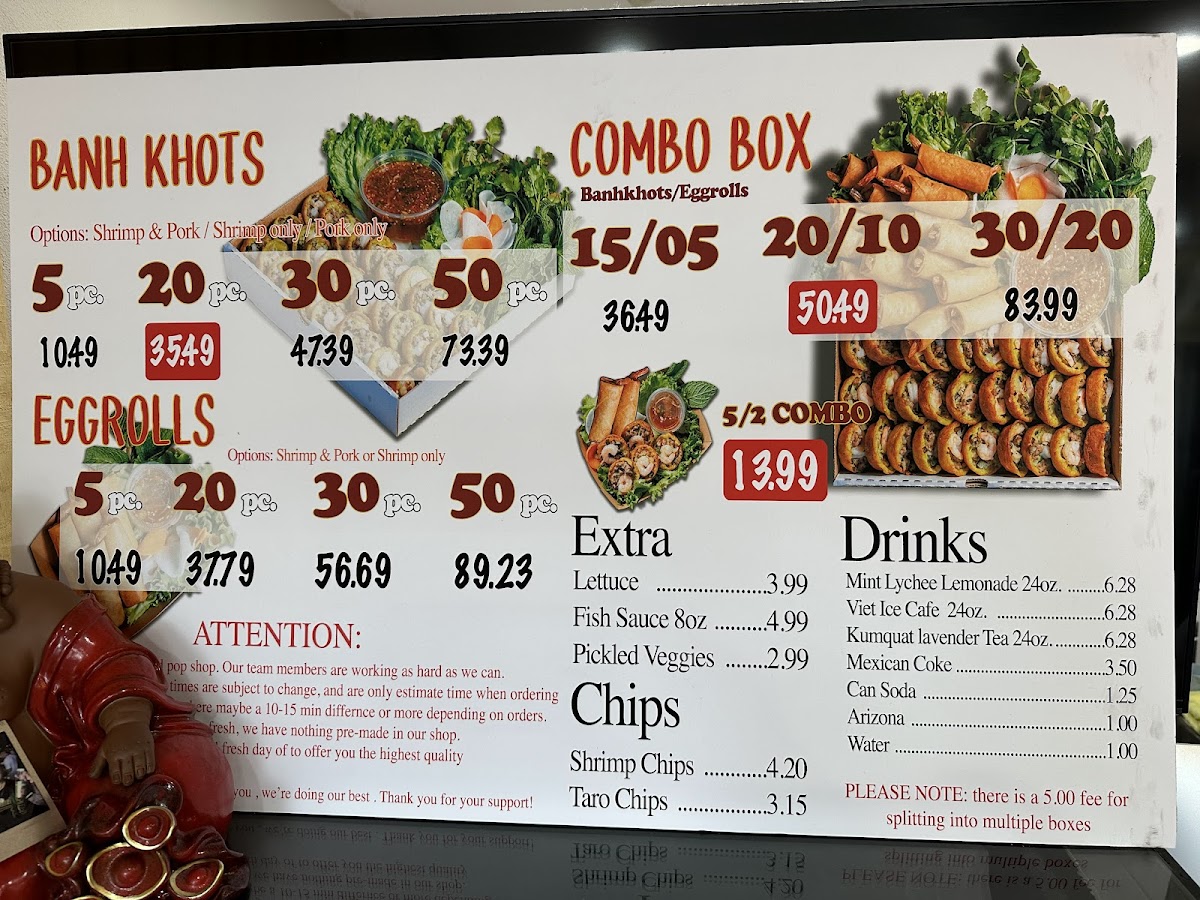 BANH KHOTS
Options: Shrimp & Pork / Shrimp only / Pork only
5 pc. 20 pc. 30 pc. 50 pc.
10.49 35.49 47.39 73.39
EGGROLLS
Options: Shrimp & Pork or Shrimp only
5 pc. 20 pc. 30 pc. 50 pc.
10.49 37.79 56.69 89.23
ATTENTION:
pop shop. Our team members are working as hard as we can.
times are subject to change, and are only estimate time when ordering
maybe a 10-15 min differnce or more depending on orders.
fresh, we have nothing pre-made in our shop.
fresh day of to offer you the highest quality
you , we're doing our best . Thank you for your support!
COMBO BOX
Banhkhots/Eggrolls
15/05 20/10 30/20
36.49 50.49 83.99
5/2 COMBO
13.99
Extra
Lettuce ......................3.99
Fish Sauce 8oz ..........4.99
Pickled Veggies ........2.99
Chips
Shrimp Chips ............4.20
Taro Chips .................3.15
Drinks
Mint Lychee Lemonade 24oz. .........6.28
Viet Ice Cafe 24oz. ................................6.28
Kumquat lavender Tea 24oz.............6.28
Mexican Coke ....................................3.50
Can Soda ...........................................1.25
Arizona ..............................................1.00
Water ..................................................1.00
PLEASE NOTE: there is a 5.00 fee for
splitting into multiple boxes